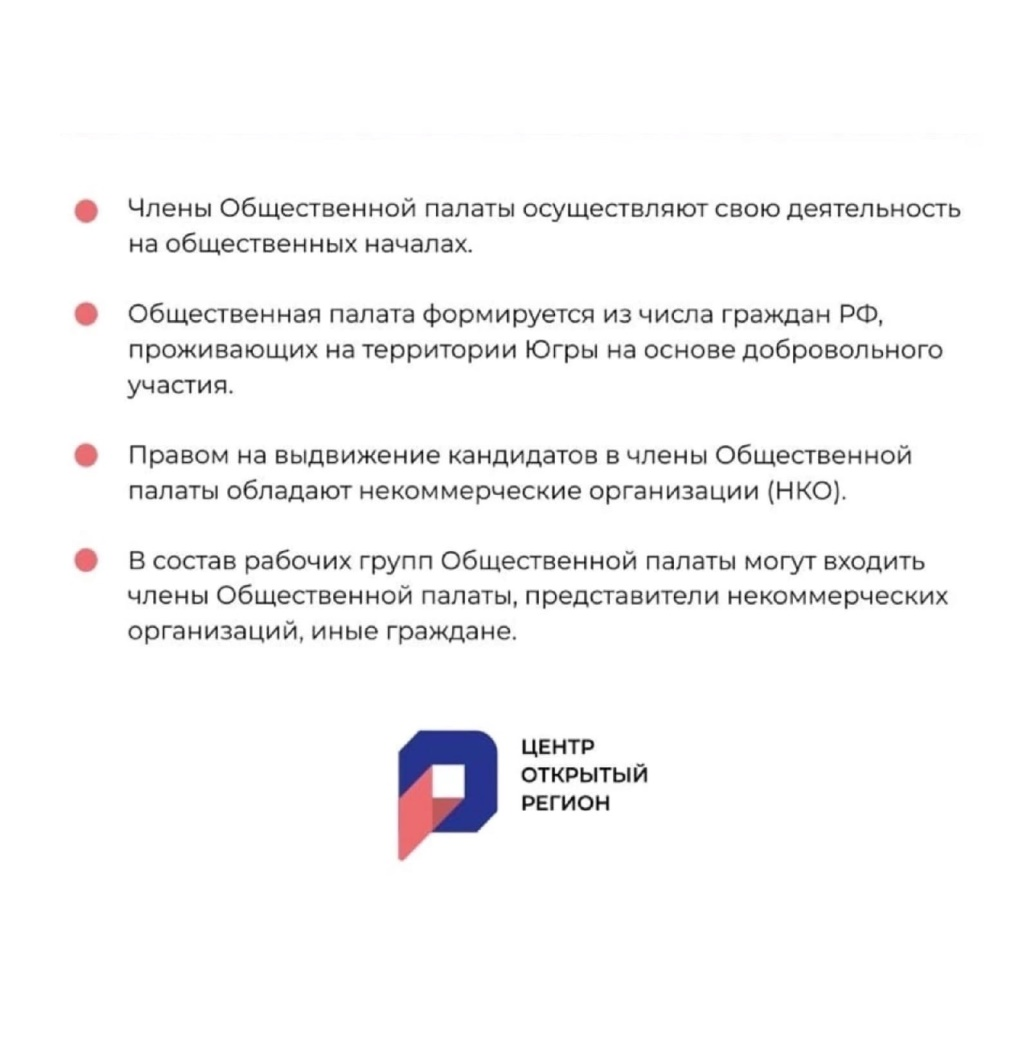 Члены Общественной палаты осуществляют свою деятельность
на общественных началах.
Общественная палата формируется из числа граждан РФ,
проживающих на территории Югры на основе добровольного
участия.
Правом на выдвижение кандидатов в члены Общественной
палаты обладают некоммерческие организации (НКО).
В состав рабочих групп Общественной палаты могут входить
члены Общественной палаты, представители некоммерческих
организаций, иные граждане.
ЦЕНТР
ОТКРЫТЫЙ
РЕГИОН